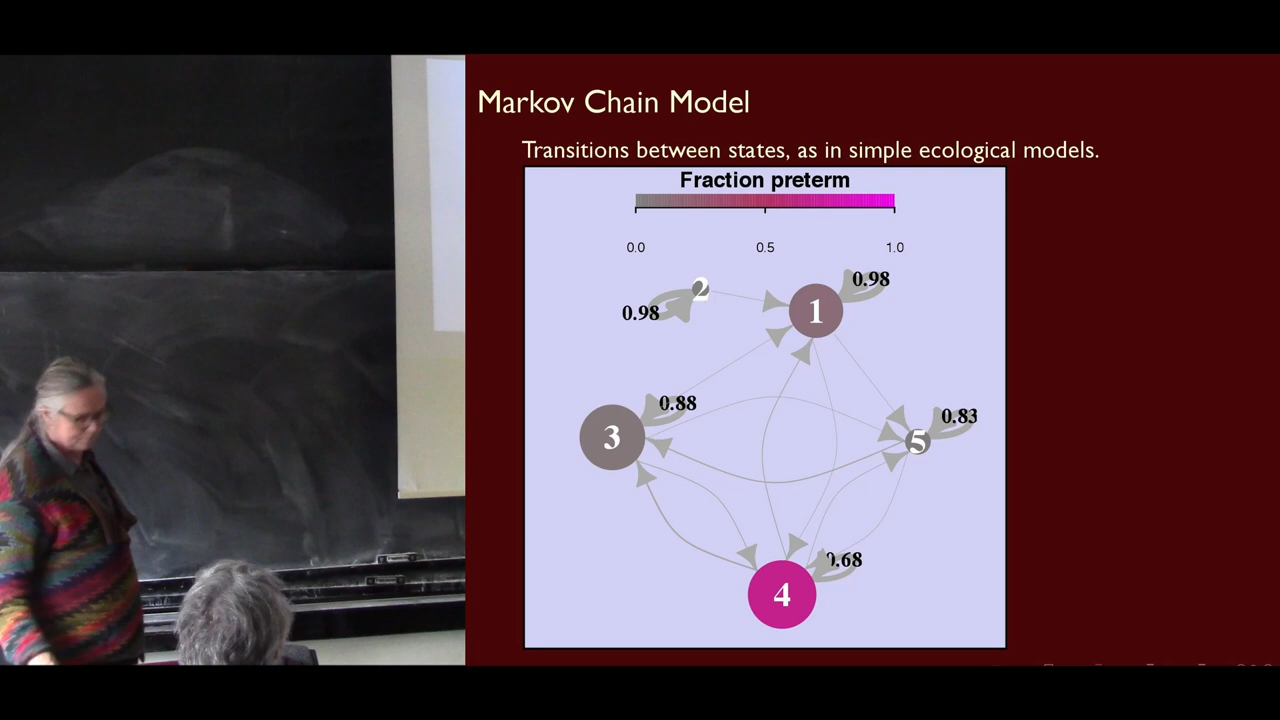 Markov Chain Model
Transitions between states, as in simple ecological models.
Fraction preterm
0.0 0.5 1.0
2 1 0.98
0.98
3 0.88
5 0.83
4 0.68